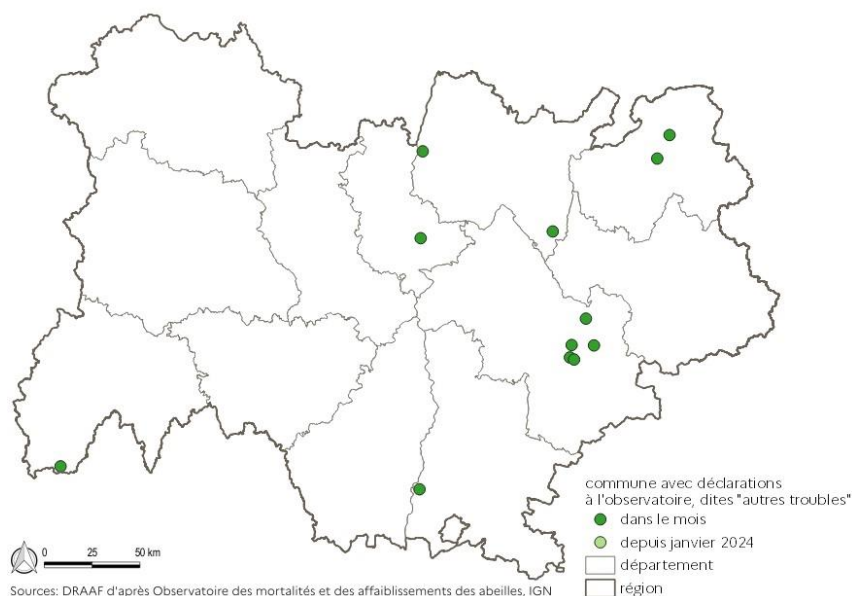 commune avec déclarations
à l'observatoire, dites "autres troubles"
dans le mois
depuis janvier 2024
département
région
0 25 50 km
Sources: DRAAF d'après Observatoire des mortalités et des affaiblissements des abeilles, IGN